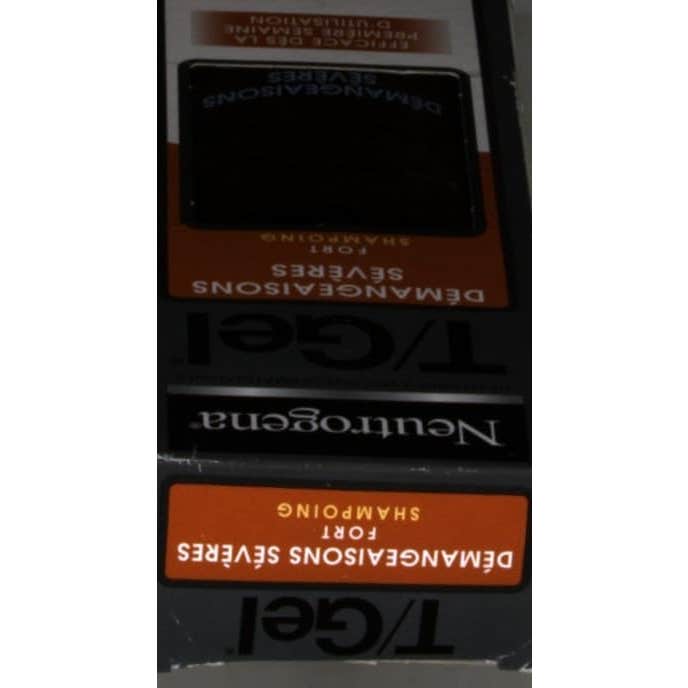 T/Gel®
DÉMANGEAISONS SÉVÈRES
FORT
SHAMPOING
Neutrogena®
T/Gel®
DÉMANGEAISONS
SÉVÈRES
FORT
SHAMPOING
DÉMANGEAISONS
SÉVÈRES
EFFICACE DÈS LA
PREMIÈRE SEMAINE
D'UTILISATION